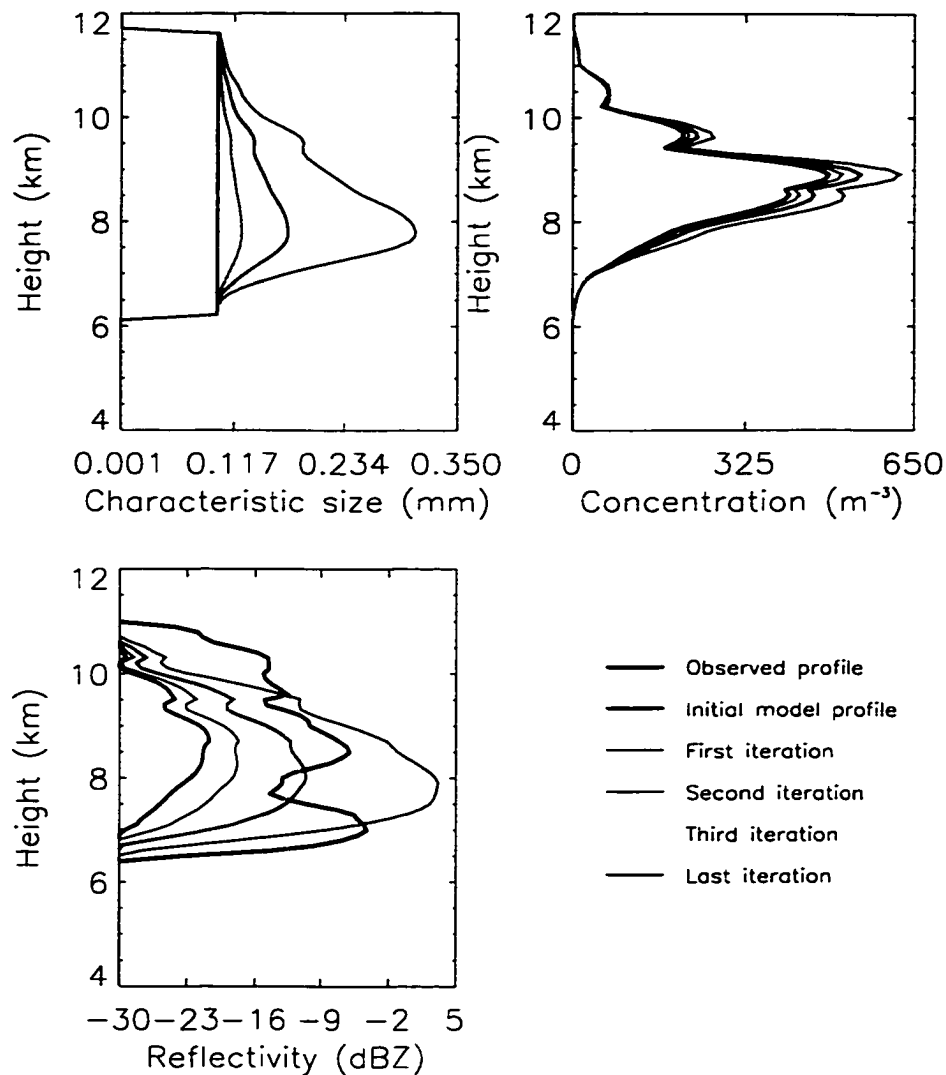 12
10
8
6
4
Height (km)
0.001 0.117 0.234 0.350
Characteristic size (mm)
12
10
8
6
4
Height (km)
0 325 650
Concentration (m⁻³)
12
10
8
6
4
Height (km)
−30 −23 −16 −9 −2 5
Reflectivity (dBZ)
Observed profile
Initial model profile
First iteration
Second iteration
Third iteration
Last iteration